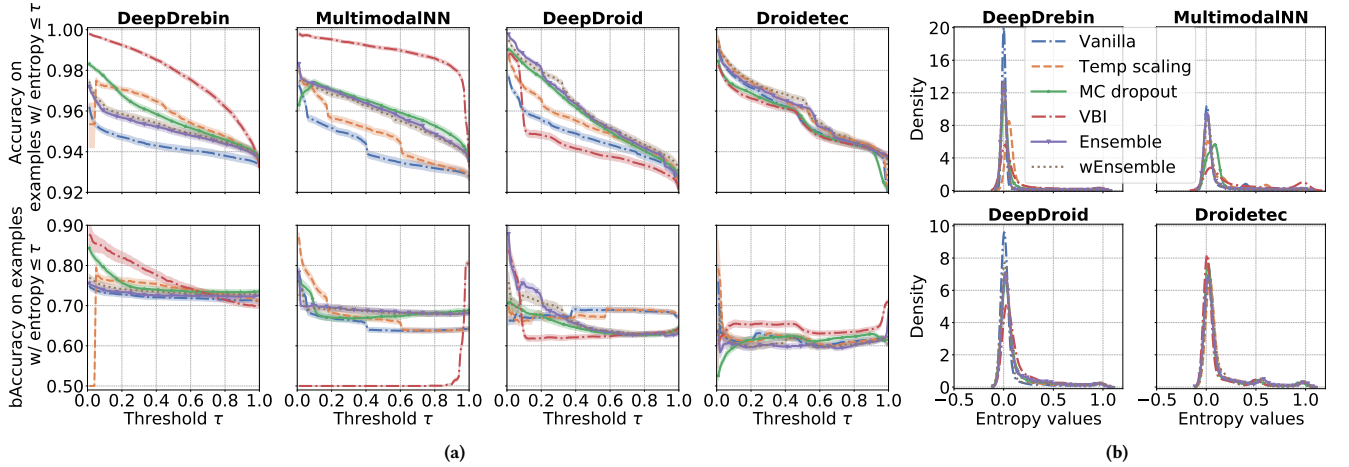 DeepDrebin
MultimodalNN
DeepDroid
Droidetec
Accuracy on
examples w/ entropy ≤ τ
1.00
0.98
0.96
0.94
0.92
bAccuracy on examples
w/ entropy ≤ τ
0.90
0.80
0.70
0.60
0.50
0.0 0.2 0.4 0.6 0.8 1.0
Threshold τ
0.0 0.2 0.4 0.6 0.8 1.0
Threshold τ
0.0 0.2 0.4 0.6 0.8 1.0
Threshold τ
0.0 0.2 0.4 0.6 0.8 1.0
Threshold τ
(a)
DeepDrebin
MultimodalNN
Density
20
16
12
8
4
0
Vanilla
Temp scaling
MC dropout
VBI
Ensemble
wEnsemble
DeepDroid
Droidetec
Density
10
8
6
4
2
0
−0.5 0.0 0.5 1.0
Entropy values
−0.5 0.0 0.5 1.0
Entropy values
(b)